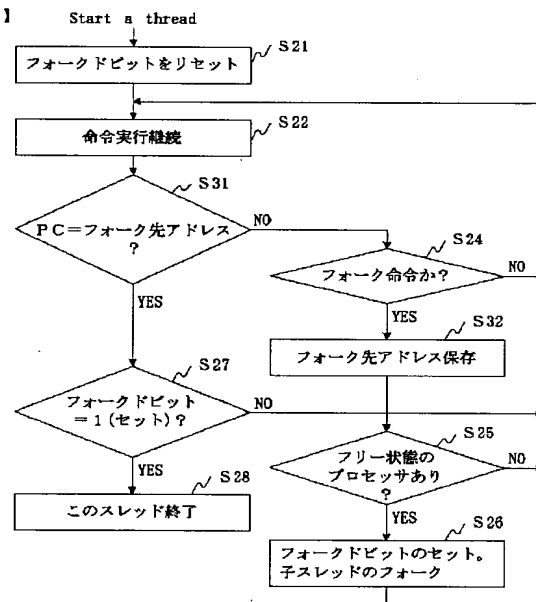 】
Start a thread
S21
フォークドビットをリセット
S22
命令実行継続
S31
PC＝フォーク先アドレス
？
NO
YES
S24
フォーク命令か？
NO
YES
S32
フォーク先アドレス保存
S27
フォークドビット
＝1(セット)？
NO
YES
S25
フリー状態の
プロセッサあり
？
NO
YES
S28
このスレッド終了
S26
フォークドビットのセット。
子スレッドのフォーク